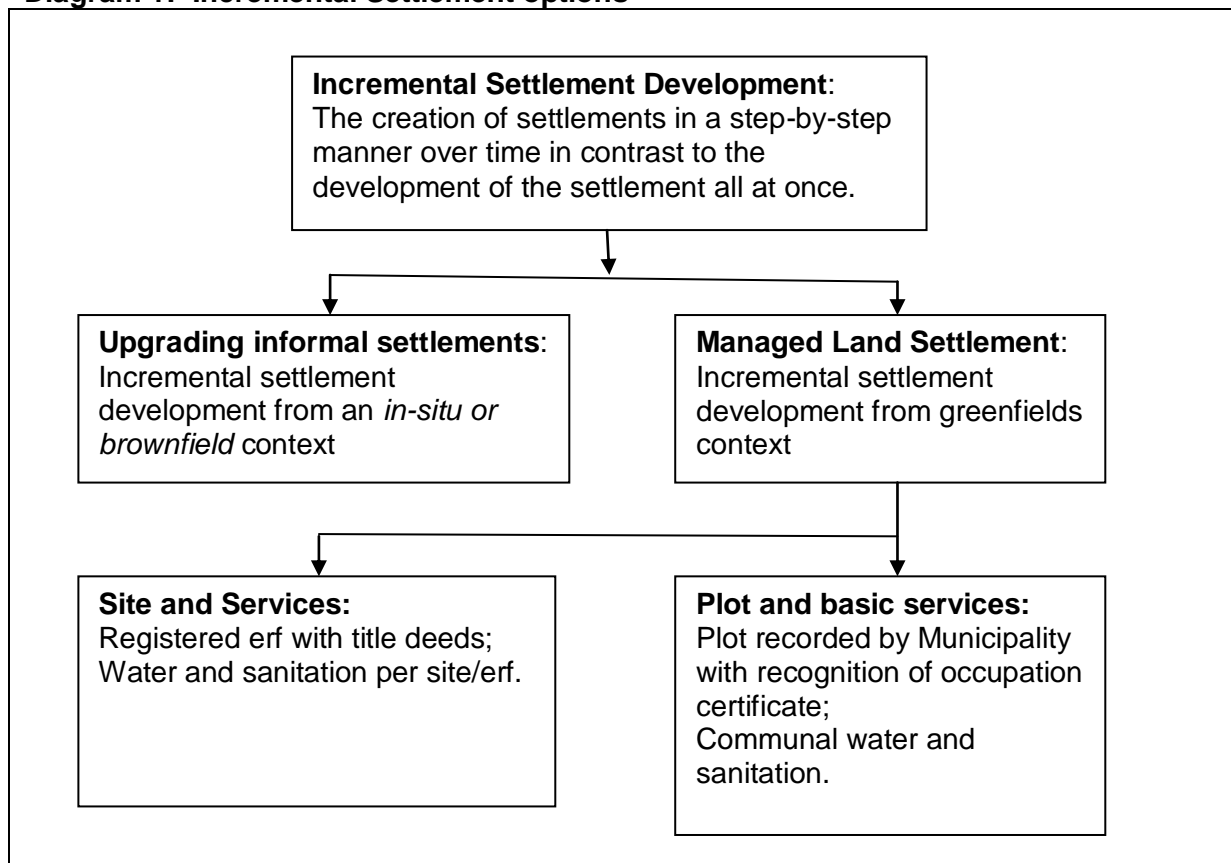 Diagram 1: Incremental Settlement options
Incremental Settlement Development:
The creation of settlements in a step-by-step
manner over time in contrast to the
development of the settlement all at once.
Upgrading informal settlements:
Incremental settlement
development from an in-situ or
brownfield context
Managed Land Settlement:
Incremental settlement
development from greenfields
context
Site and Services:
Registered erf with title deeds;
Water and sanitation per site/erf.
Plot and basic services:
Plot recorded by Municipality
with recognition of occupation
certificate;
Communal water and
sanitation.